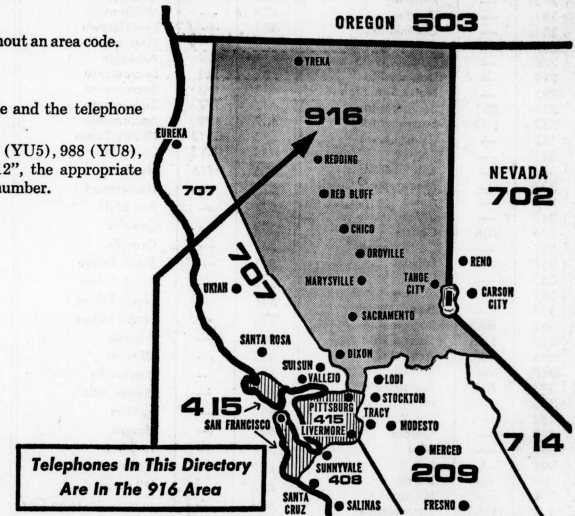 OREGON 503
out an area code.
YREKA
e and the telephone
916
EUREKA
(YU5), 988 (YU8),
2”, the appropriate
number.
REDDING
NEVADA
702
707
RED BLUFF
CHICO
OROVILLE
707
RENO
UKIAH
MARYSVILLE
TAHOE
CITY
CARSON
CITY
SACRAMENTO
SANTA ROSA
DIXON
SUISUN
VALLEJO
LODI
PITTSBURG
STOCKTON
415
415
TRACY
MODESTO
714
SAN FRANCISCO
LIVERMORE
MERCED
Telephones In This Directory
Are In The 916 Area
SUNNYVALE
408
209
SANTA
CRUZ
SALINAS
FRESNO